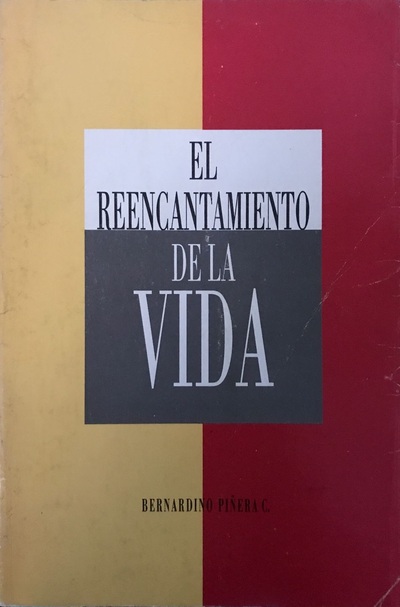 EL
REENCANTAMIENTO
DE LA
VIDA
BERNARDINO PIÑERA C.